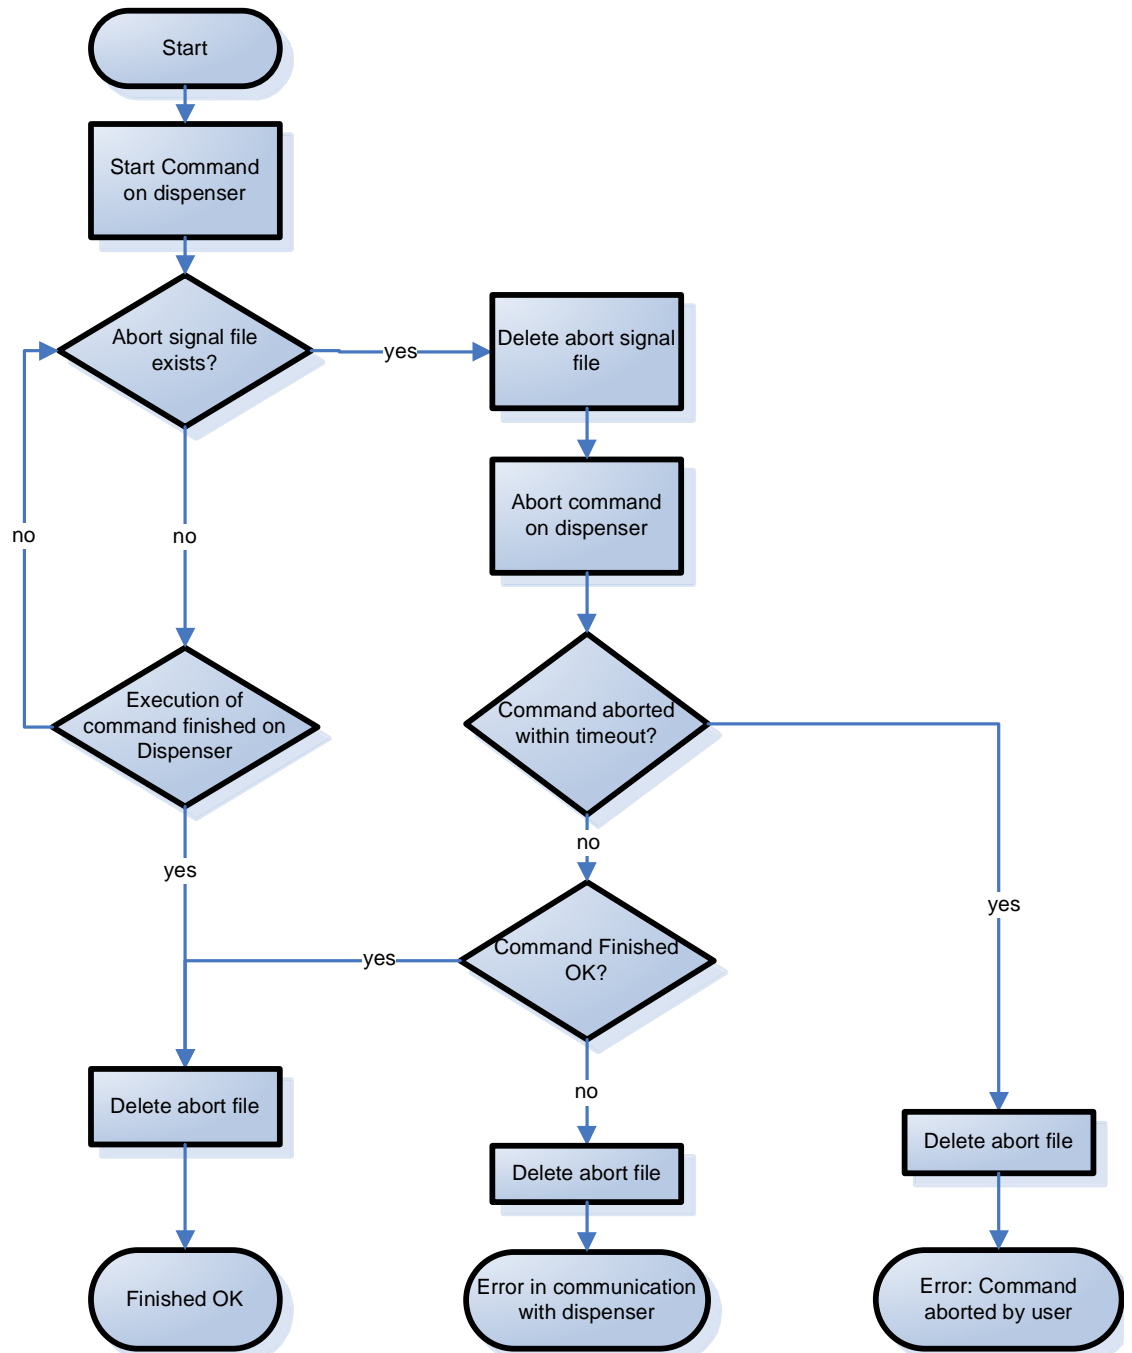 Start
Start Command
on dispenser
Abort signal file
exists?
yes
Delete abort signal
file
Abort command
on dispenser
no
no
Execution of
command finished on
Dispenser
Command aborted
within timeout?
no
yes
yes
Command Finished
OK?
yes
no
Delete abort file
Delete abort file
Delete abort file
Finished OK
Error in communication
with dispenser
Error: Command
aborted by user